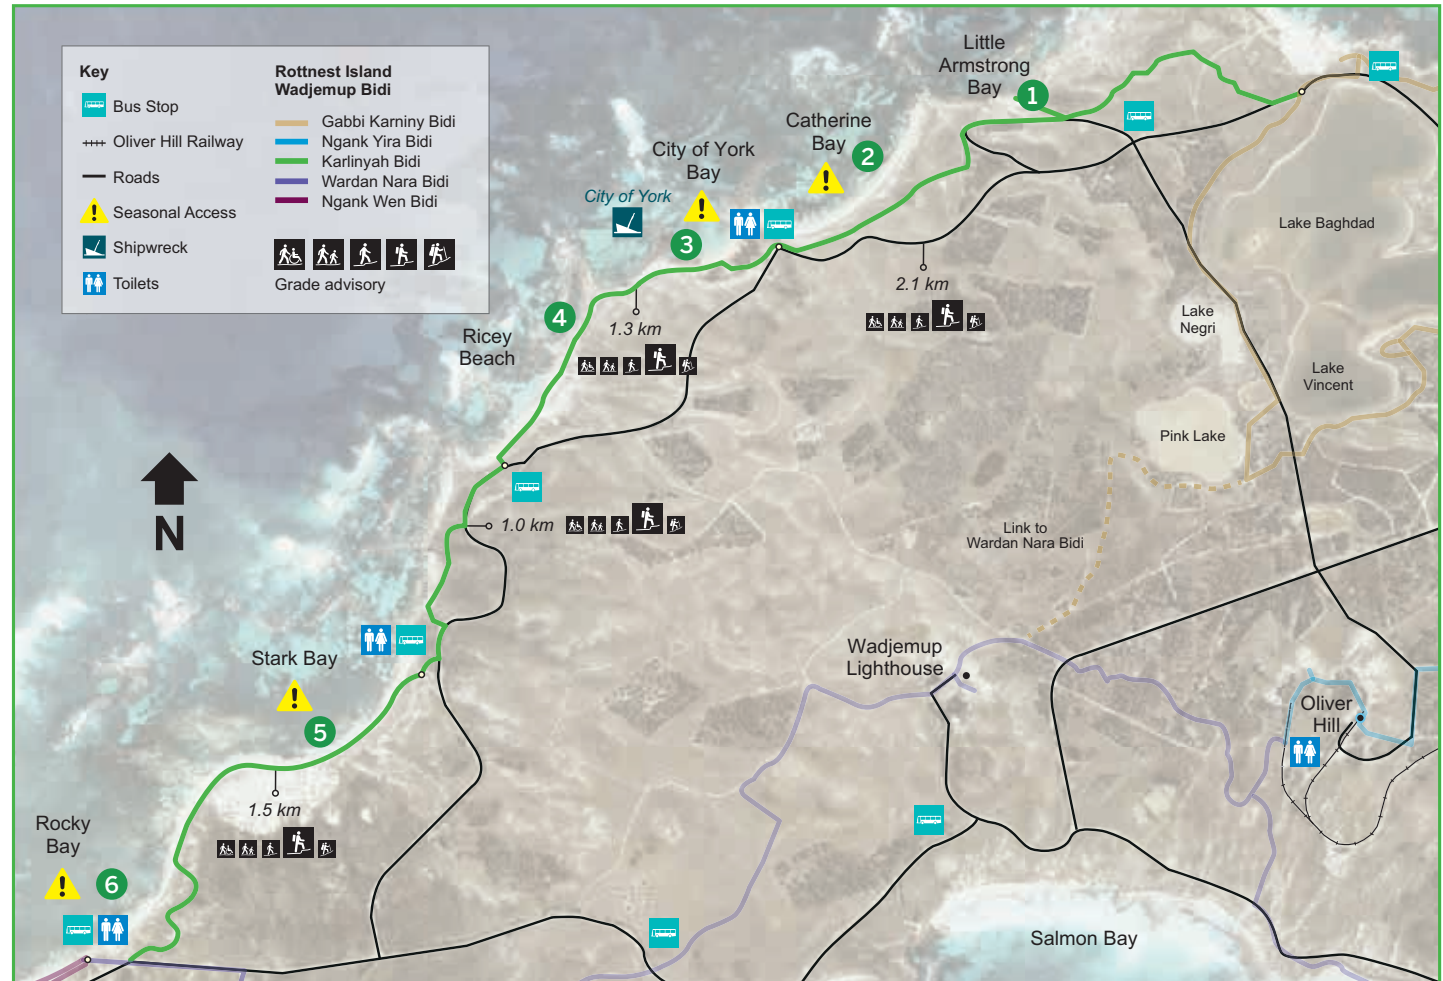 Key
Bus Stop
Oliver Hill Railway
Roads
Seasonal Access
Shipwreck
Toilets
Rottnest Island
Wadjemup Bidi
Gabbi Karniny Bidi
Ngank Yira Bidi
Karlinyah Bidi
Wardan Nara Bidi
Ngank Wen Bidi
Grade advisory
Little
Armstrong
Bay
1
Catherine
Bay
2
City of York
Bay
City of York
3
4
Ricey
Beach
1.3 km
2.1 km
Lake Baghdad
Lake
Negri
Lake
Vincent
Pink Lake
N
1.0 km
Link to
Wardan Nara Bidi
Stark Bay
5
Wadjemup
Lighthouse
Oliver
Hill
1.5 km
Rocky
Bay
6
Salmon Bay